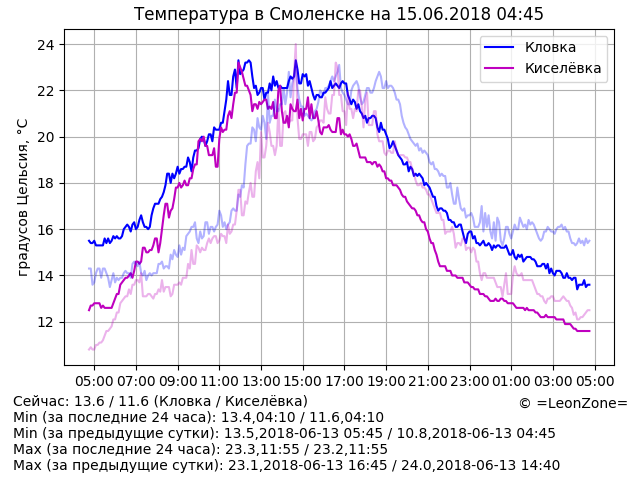 Температура в Смоленске на 15.06.2018 04:45
градусов Цельсия, °C
24
22
20
18
16
14
12
Кловка
Киселёвка
05:00 07:00 09:00 11:00 13:00 15:00 17:00 19:00 21:00 23:00 01:00 03:00 05:00
Сейчас: 13.6 / 11.6 (Кловка / Киселёвка)
© =LeonZone=
Min (за последние 24 часа): 13.4,04:10 / 11.6,04:10
Min (за предыдущие сутки): 13.5,2018-06-13 05:45 / 10.8,2018-06-13 04:45
Max (за последние 24 часа): 23.3,11:55 / 23.2,11:55
Max (за предыдущие сутки): 23.1,2018-06-13 16:45 / 24.0,2018-06-13 14:40